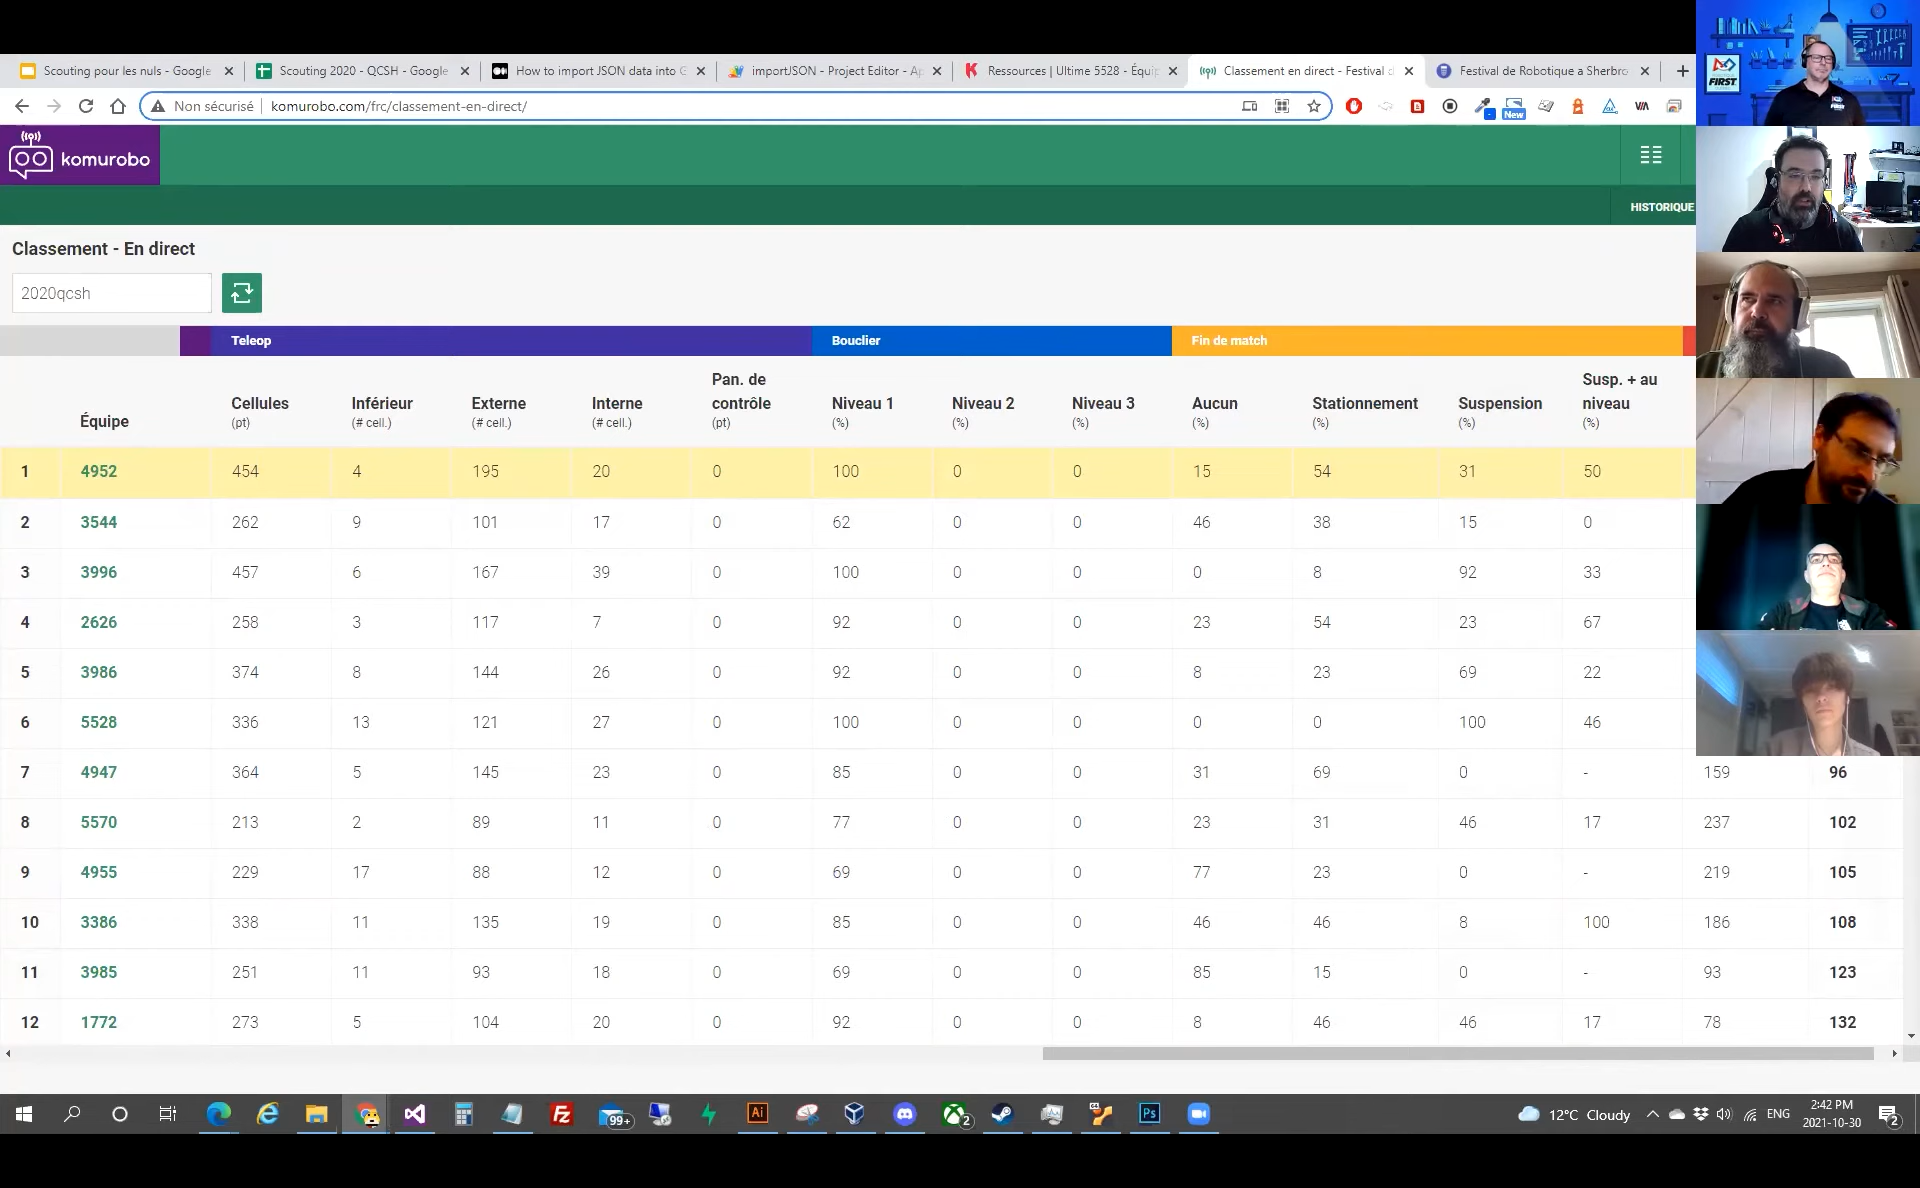 Scouting pour les nuls - Google
Scouting 2020 - QCSH - Google
How to import JSON data into G
importJSON - Project Editor - Ap
Ressources | Ultime 5528 - Équip
Classement en direct - Festival d
Festival de Robotique a Sherbro
Non sécurisé
komurobo.com/frc/classement-en-direct/
New
FIRST
komurobo
HISTORIQUE
Classement - En direct
2020qcsh
Teleop Bouclier Fin de match
Équipe Cellules (pt) Inférieur (# cell.) Externe (# cell.) Interne (# cell.) Pan. de contrôle (pt) Niveau 1 (%) Niveau 2 (%) Niveau 3 (%) Aucun (%) Stationnement (%) Suspension (%) Susp. + au niveau (%)
1 4952 454 4 195 20 0 100 0 0 15 54 31 50
2 3544 262 9 101 17 0 62 0 0 46 38 15 0
3 3996 457 6 167 39 0 100 0 0 0 8 92 33
4 2626 258 3 117 7 0 92 0 0 23 54 23 67
5 3986 374 8 144 26 0 92 0 0 8 23 69 22
6 5528 336 13 121 27 0 100 0 0 0 0 100 46
7 4947 364 5 145 23 0 85 0 0 31 69 0 - 159 96
8 5570 213 2 89 11 0 77 0 0 23 31 46 17 237 102
9 4955 229 17 88 12 0 69 0 0 77 23 0 - 219 105
10 3386 338 11 135 19 0 85 0 0 46 46 8 100 186 108
11 3985 251 11 93 18 0 69 0 0 85 15 0 - 93 123
12 1772 273 5 104 20 0 92 0 0 8 46 46 17 78 132
99+
Ai
2
Ps
12°C Cloudy
ENG
2:42 PM
2021-10-30
2